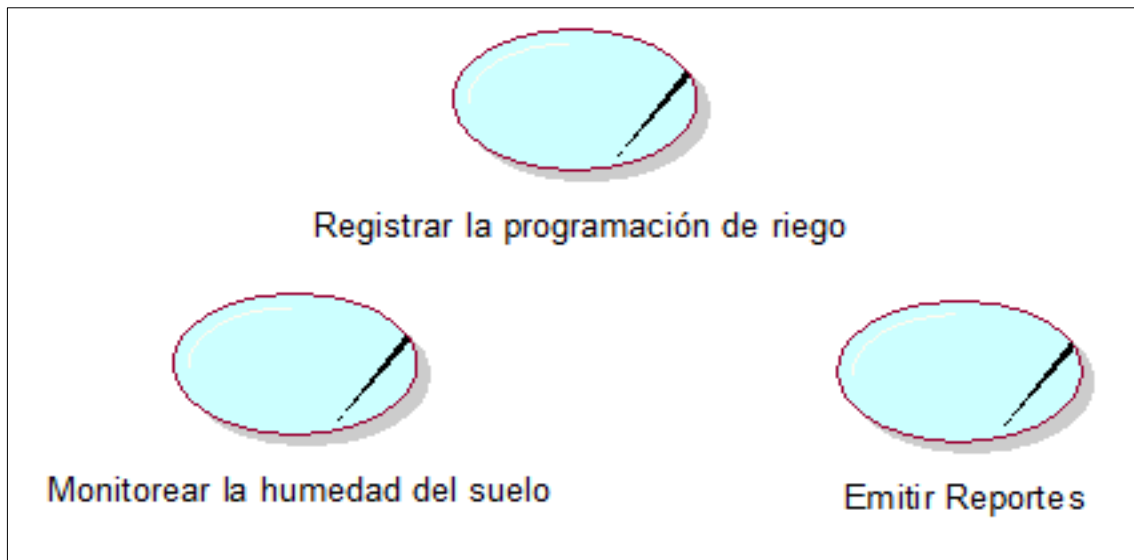 Registrar la programación de riego
Monitorear la humedad del suelo
Emitir Reportes